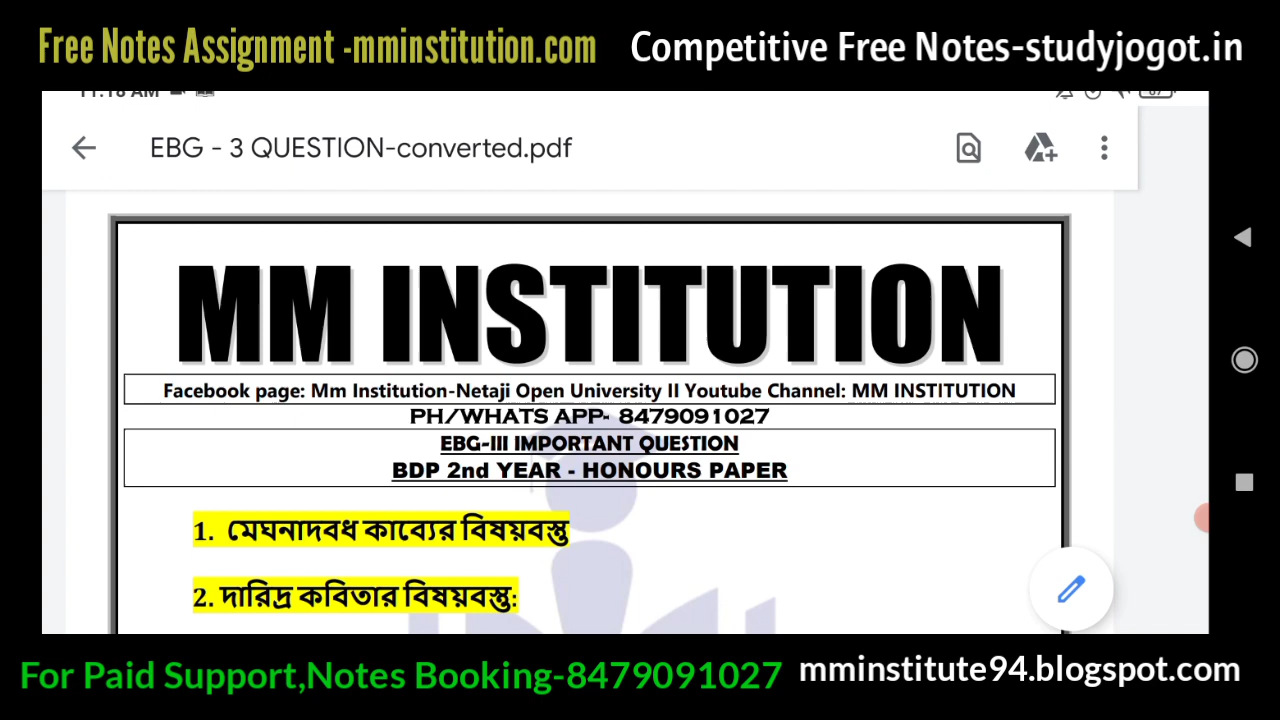 Free Notes Assignment -mminstitution.com
Competitive Free Notes-studyjogot.in
11:18 AM
EBG - 3 QUESTION-converted.pdf
MM INSTITUTION
Facebook page: Mm Institution-Netaji Open University II Youtube Channel: MM INSTITUTION
PH/WHATS APP- 8479091027
EBG-III IMPORTANT QUESTION
BDP 2nd YEAR - HONOURS PAPER
1. মেঘনাদবধ কাব্যের বিষয়বস্তু
2. দারিদ্র কবিতার বিষয়বস্তু:
For Paid Support,Notes Booking-8479091027
mminstitute94.blogspot.com